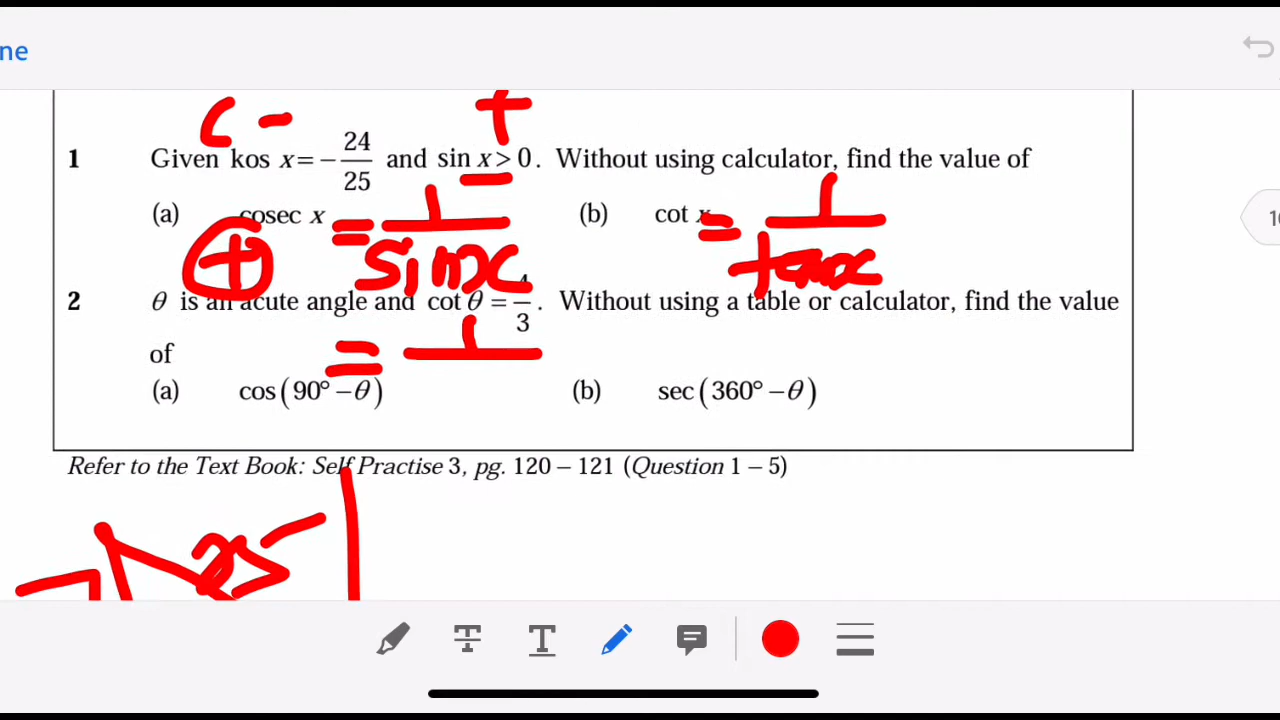 ne
C - +
1 Given kos x = - 24/25 and sin x > 0. Without using calculator, find the value of
(a) cosec x = 1/sin x (b) cot x = 1/tan x
+
2 θ is an acute angle and cot θ = 4/3. Without using a table or calculator, find the value
of = 1
(a) cos(90° – θ) (b) sec(360° – θ)
Refer to the Text Book: Self Practise 3, pg. 120 – 121 (Question 1 – 5)
7 25
T T
10